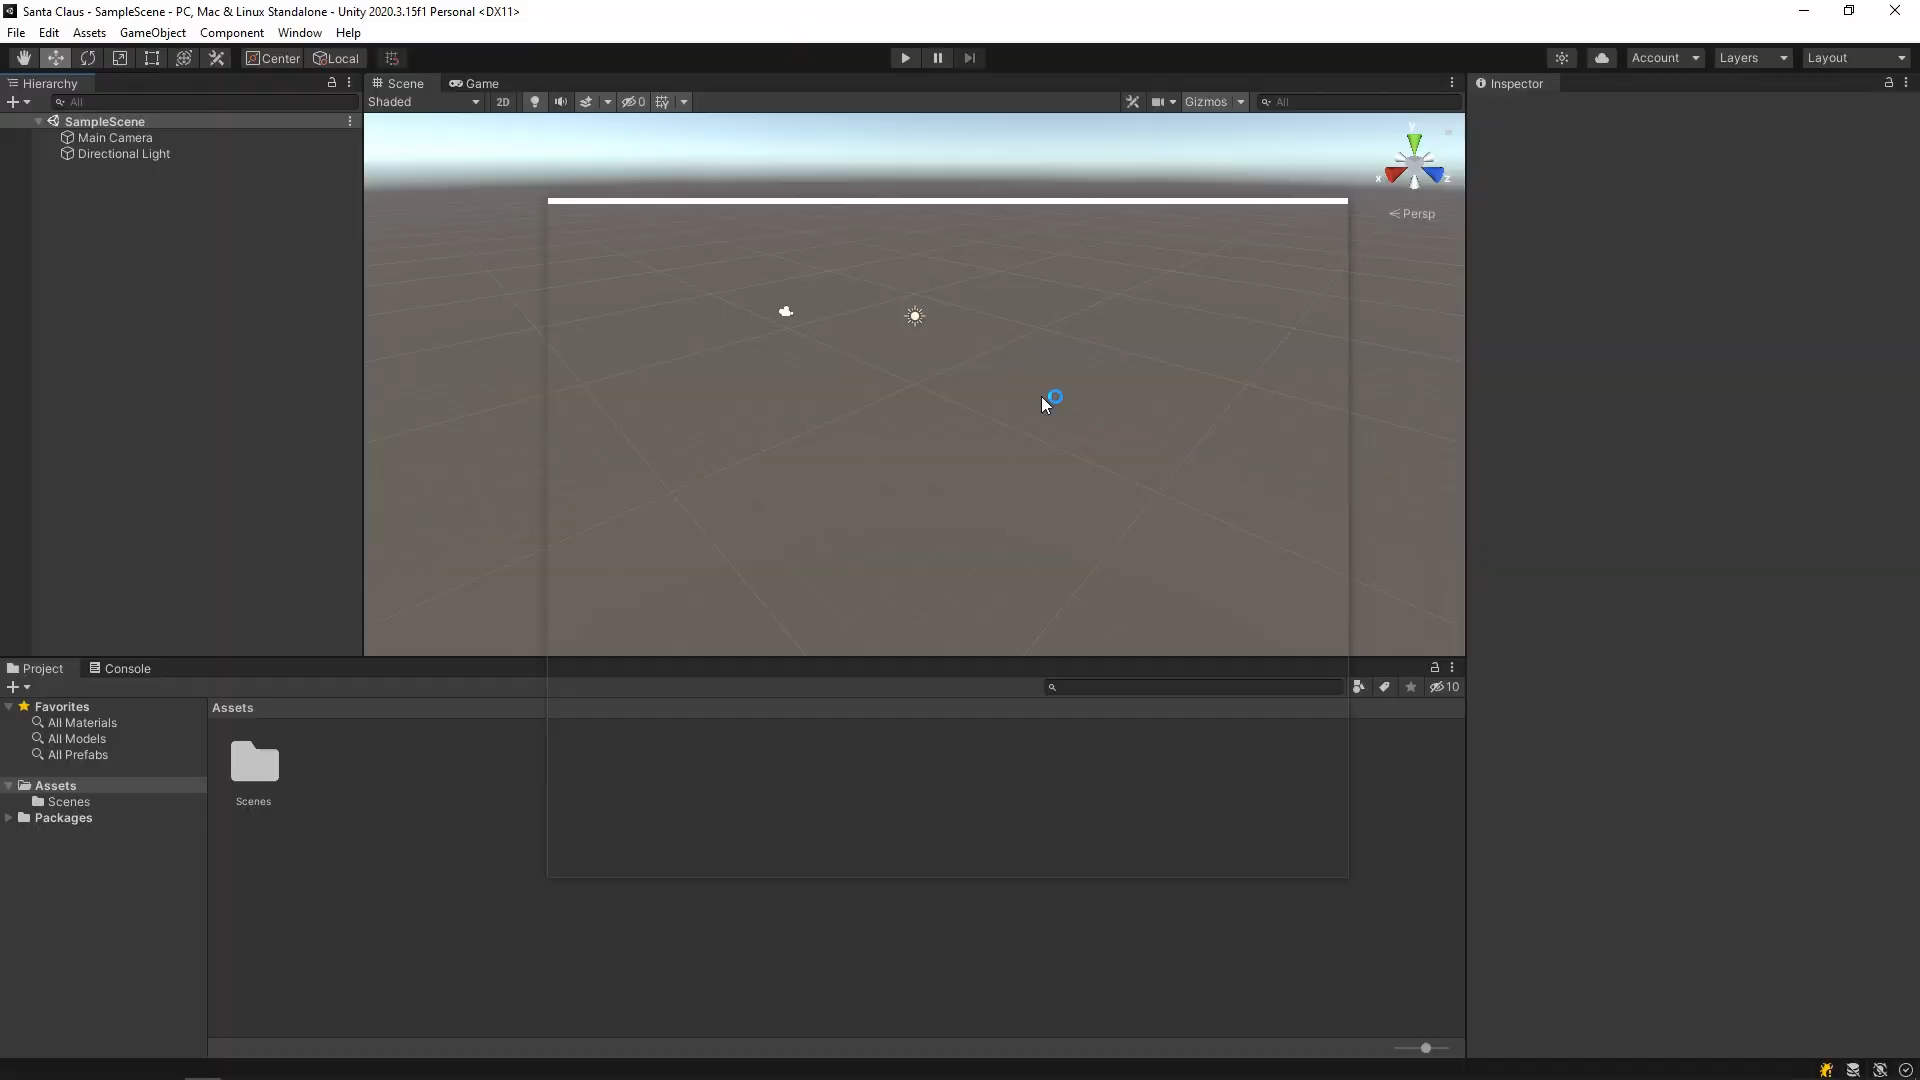 Santa Claus - SampleScene - PC, Mac & Linux Standalone - Unity 2020.3.15f1 Personal <DX11>
File Edit Assets GameObject Component Window Help
Center Local Account Layers Layout
Hierarchy
All
SampleScene
Main Camera
Directional Light
Scene Game
Shaded 2D 0 Gizmos All
y
x
z
Persp
Inspector
Project Console
10
Favorites
All Materials
All Models
All Prefabs
Assets
Scenes
Packages
Assets
Scenes